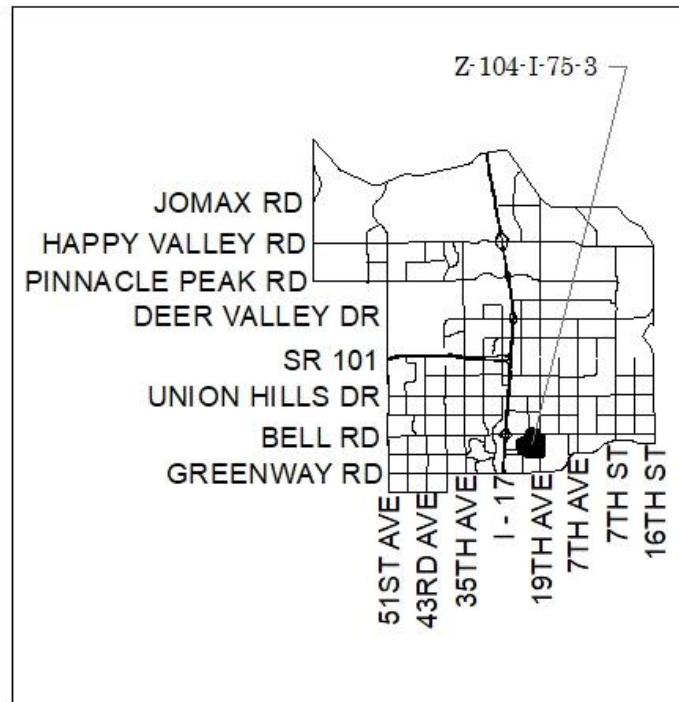 Z-104-I-75-3
JOMAX RD
HAPPY VALLEY RD
PINNACLE PEAK RD
DEER VALLEY DR
SR 101
UNION HILLS DR
BELL RD
GREENWAY RD
51ST AVE
43RD AVE
35TH AVE
I - 17
19TH AVE
7TH AVE
7TH ST
16TH ST